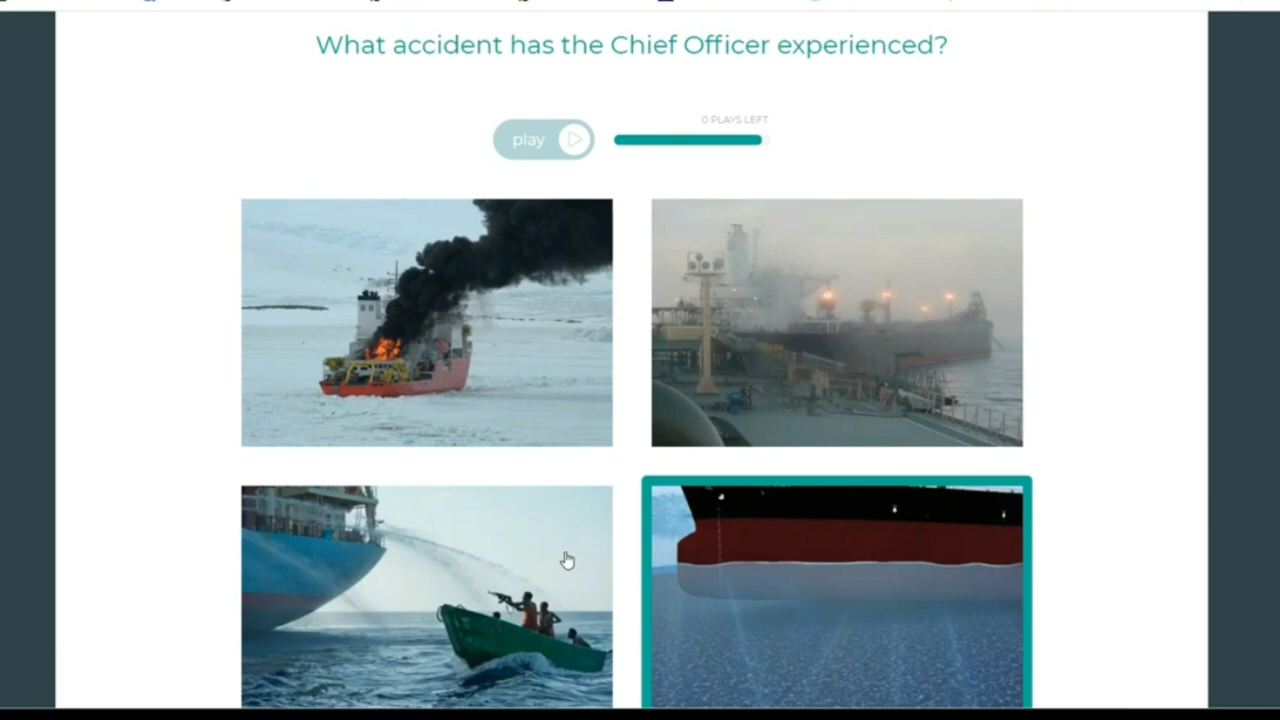 What accident has the Chief Officer experienced?
0 PLAYS LEFT
play